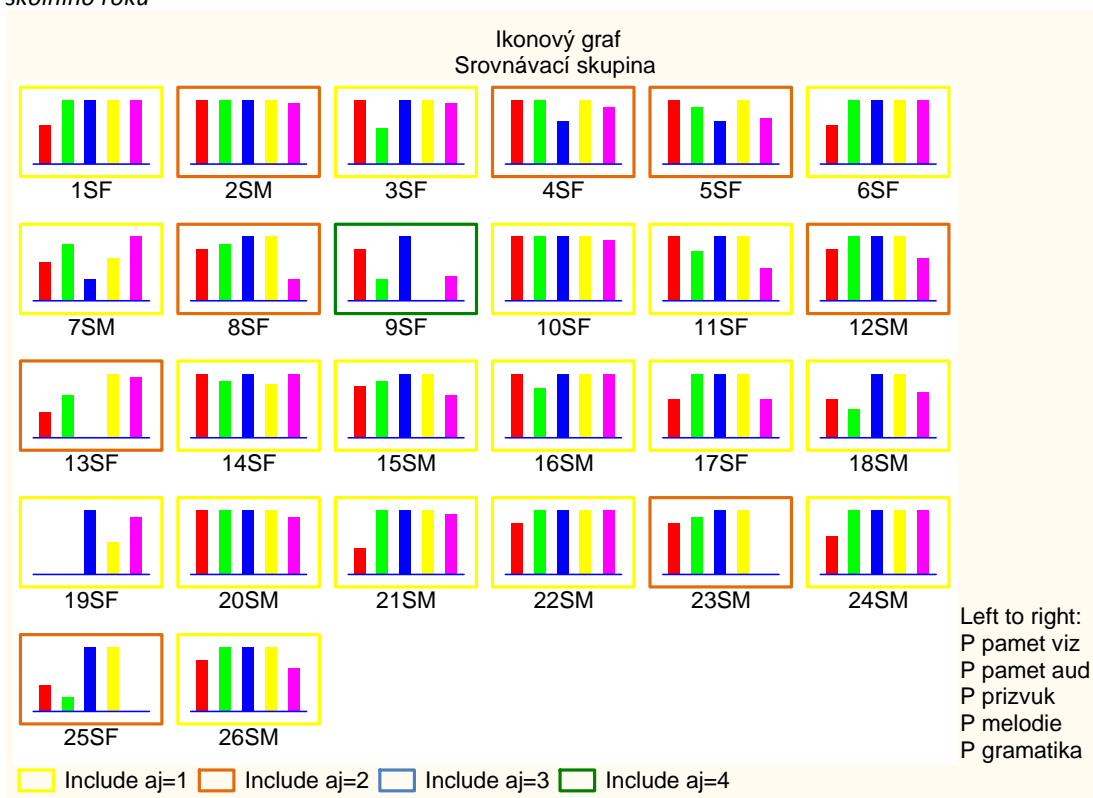 školního roku
Ikonový graf
Srovnávací skupina
1SF 2SM 3SF 4SF 5SF 6SF
7SM 8SF 9SF 10SF 11SF 12SM
13SF 14SF 15SM 16SM 17SF 18SM
19SF 20SM 21SM 22SM 23SM 24SM
25SF 26SM
Left to right:
P pamet viz
P pamet aud
P prizvuk
P melodie
P gramatika
Include aj=1 Include aj=2 Include aj=3 Include aj=4